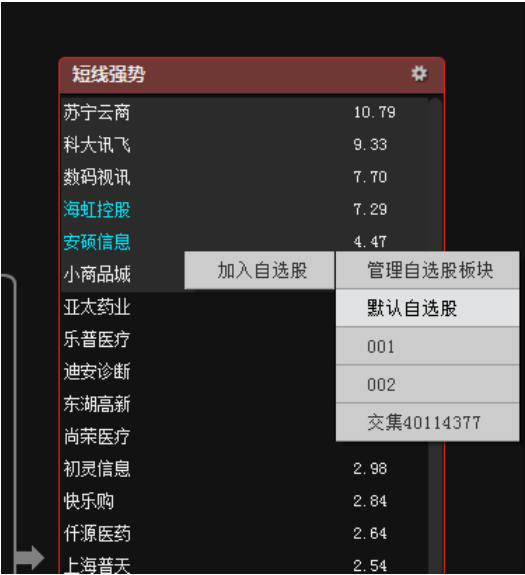 短线强势
苏宁云商 10.79
科大讯飞 9.33
数码视讯 7.70
海虹控股 7.29
安硕信息 4.47
小商品城 加入自选股 管理自选股板块
亚太药业 默认自选股
乐普医疗 001
迪安诊断 002
东湖高新
尚荣医疗 交集40114377
初灵信息 2.98
快乐购 2.84
仟源医药 2.64
上海普天 2.54